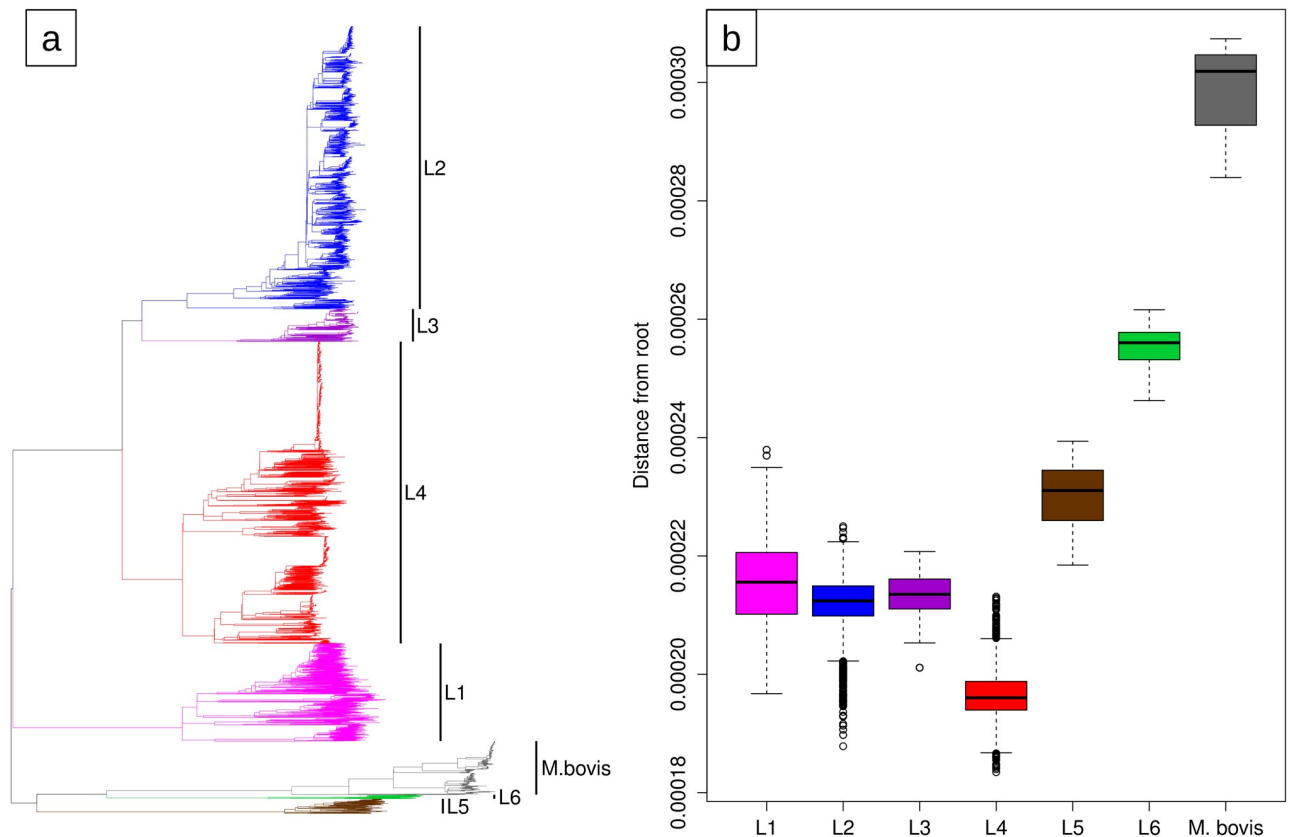 a
L2
L3
L4
L1
M.bovis
L6
L5
b
Distance from root
0.00030
0.00028
0.00026
0.00024
0.00022
0.00020
0.00018
L1 L2 L3 L4 L5 L6 M. bovis